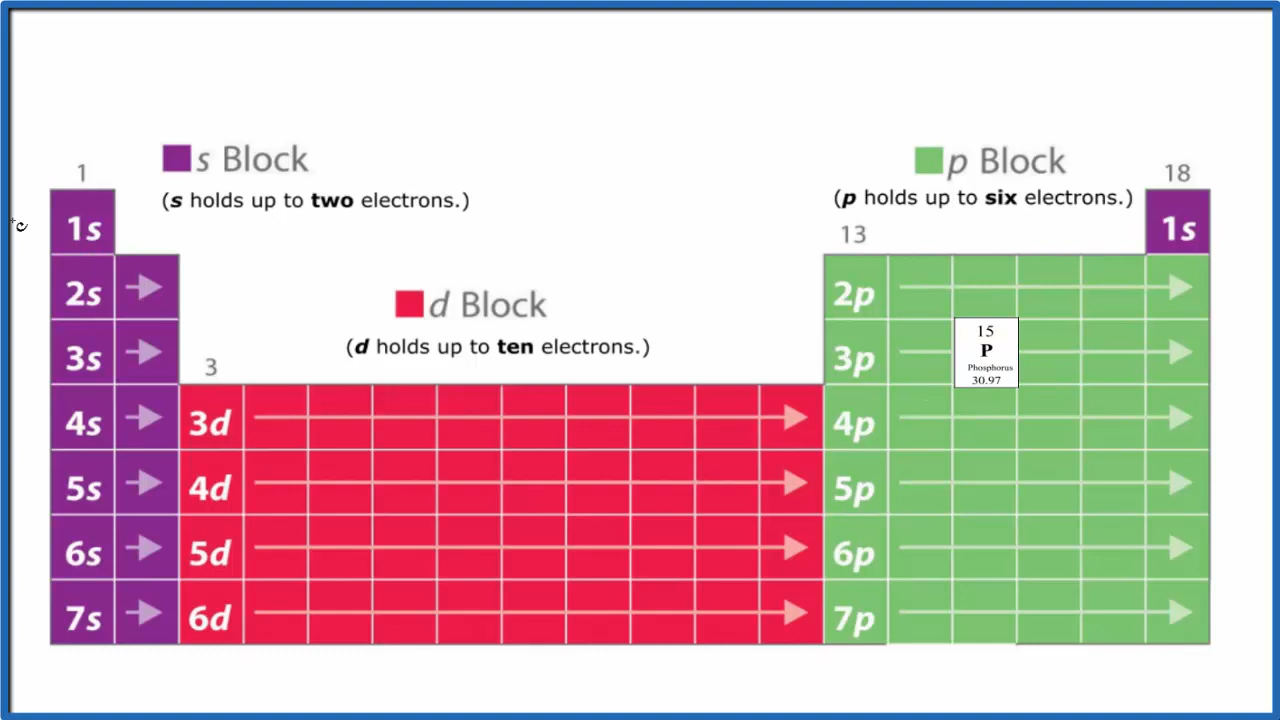 1
s Block
p Block
18
(s holds up to two electrons.)
(p holds up to six electrons.)
1s
13
1s
2s
d Block
2p
(d holds up to ten electrons.)
15
P
Phosphorus
30.97
3s
3
3p
4s
3d
4p
5s
4d
5p
6s
5d
6p
7s
6d
7p